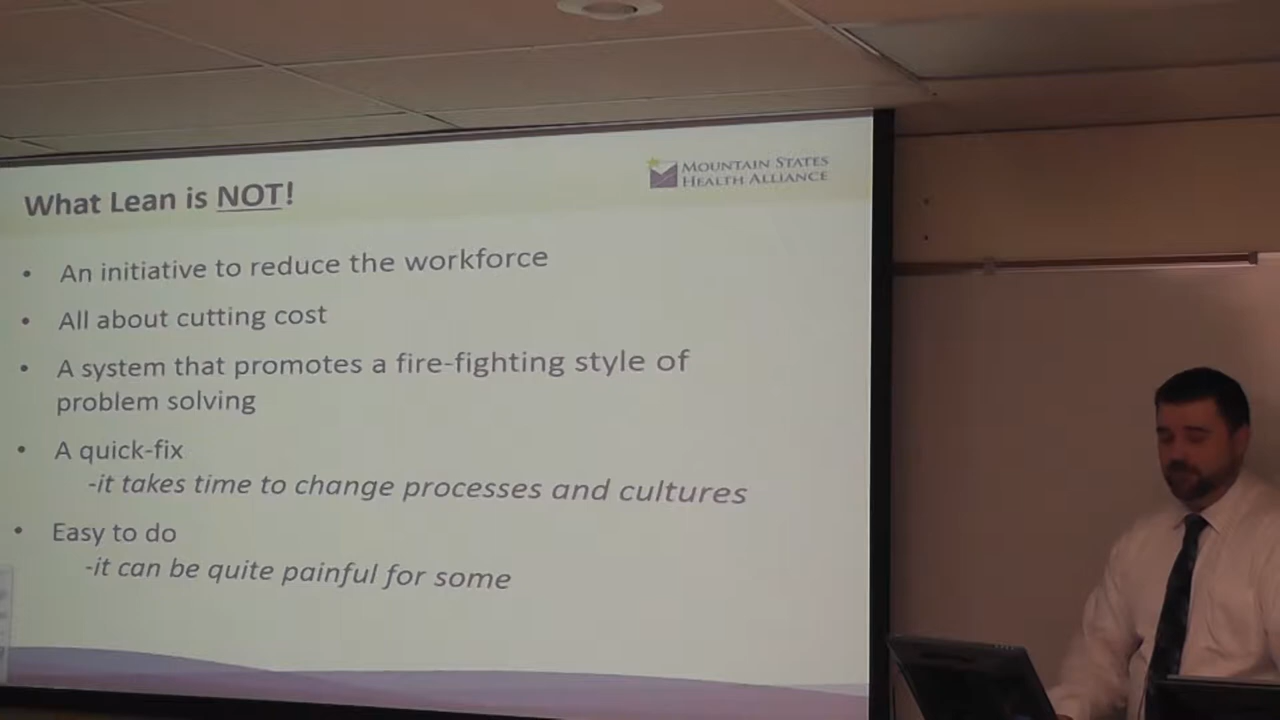 What Lean is NOT!
MOUNTAIN STATES
HEALTH ALLIANCE
• An initiative to reduce the workforce
• All about cutting cost
• A system that promotes a fire-fighting style of
problem solving
• A quick-fix
-it takes time to change processes and cultures
• Easy to do
-it can be quite painful for some